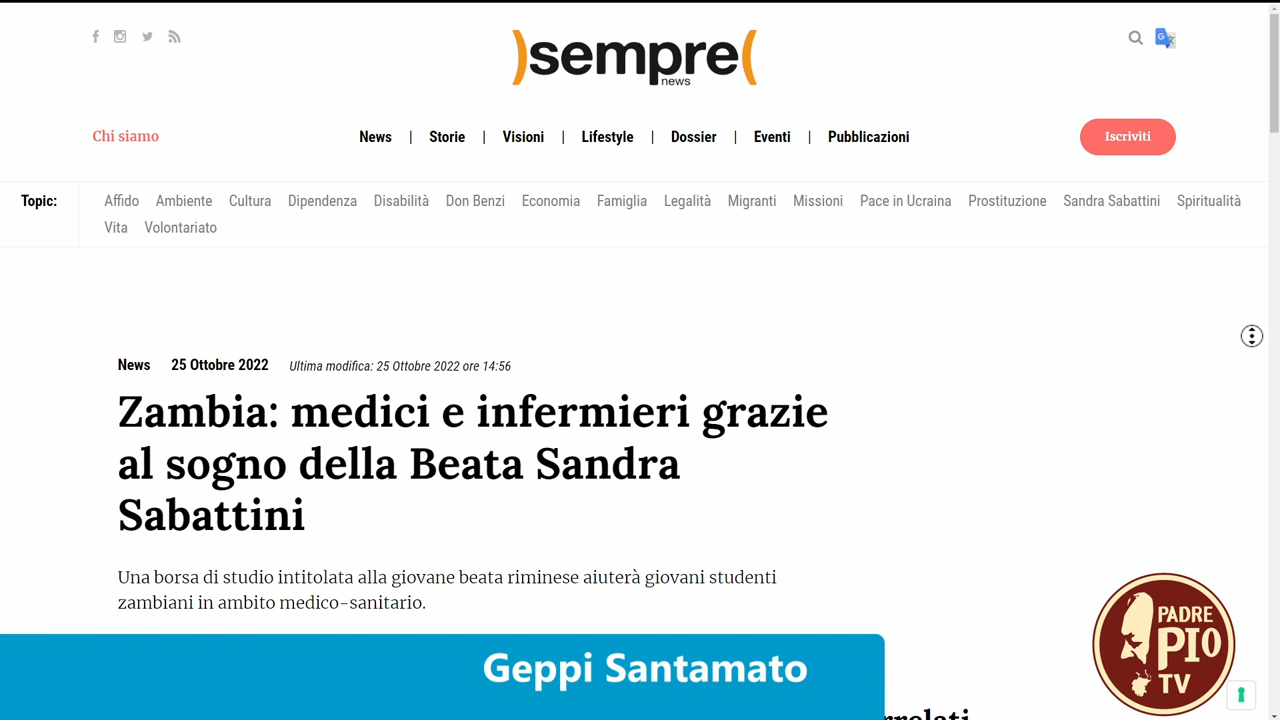 )sempre(
news
Chi siamo
News | Storie | Visioni | Lifestyle | Dossier | Eventi | Pubblicazioni
Iscriviti
Topic:
Affido Ambiente Cultura Dipendenza Disabilità Don Benzi Economia Famiglia Legalità Migranti Missioni Pace in Ucraina Prostituzione Sandra Sabattini Spiritualità
Vita Volontariato
News 25 Ottobre 2022 Ultima modifica: 25 Ottobre 2022 ore 14:56
Zambia: medici e infermieri grazie
al sogno della Beata Sandra
Sabattini
Una borsa di studio intitolata alla giovane beata riminese aiuterà giovani studenti
zambiani in ambito medico-sanitario.
Geppi Santamato
PADRE
PIO
TV